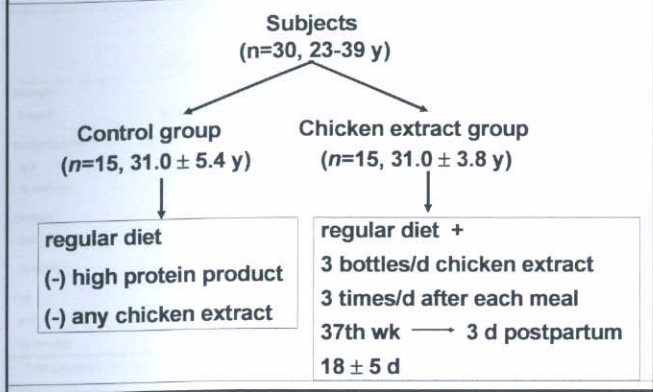 Subjects
(n=30, 23-39 y)
Control group
(n=15, 31.0 ± 5.4 y)
Chicken extract group
(n=15, 31.0 ± 3.8 y)
regular diet
(-) high protein product
(-) any chicken extract
regular diet +
3 bottles/d chicken extract
3 times/d after each meal
37th wk → 3 d postpartum
18 ± 5 d